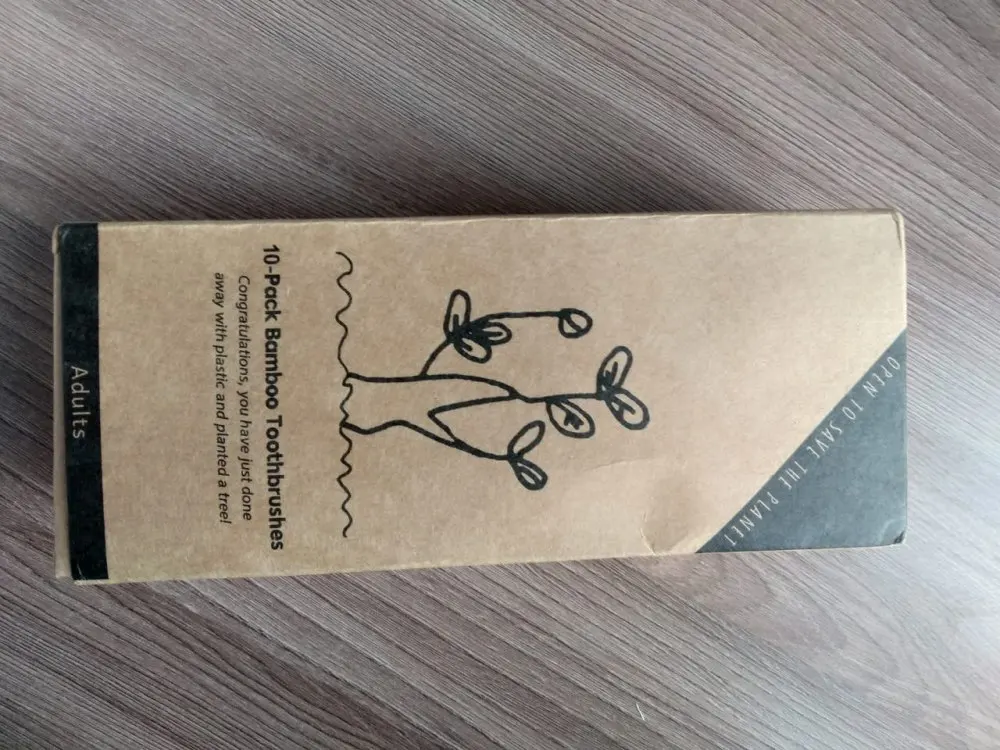 OPEN TO SAVE THE PLANET
10-Pack Bamboo Toothbrushes
Congratulations, you have just done
away with plastic and planted a tree!
Adults